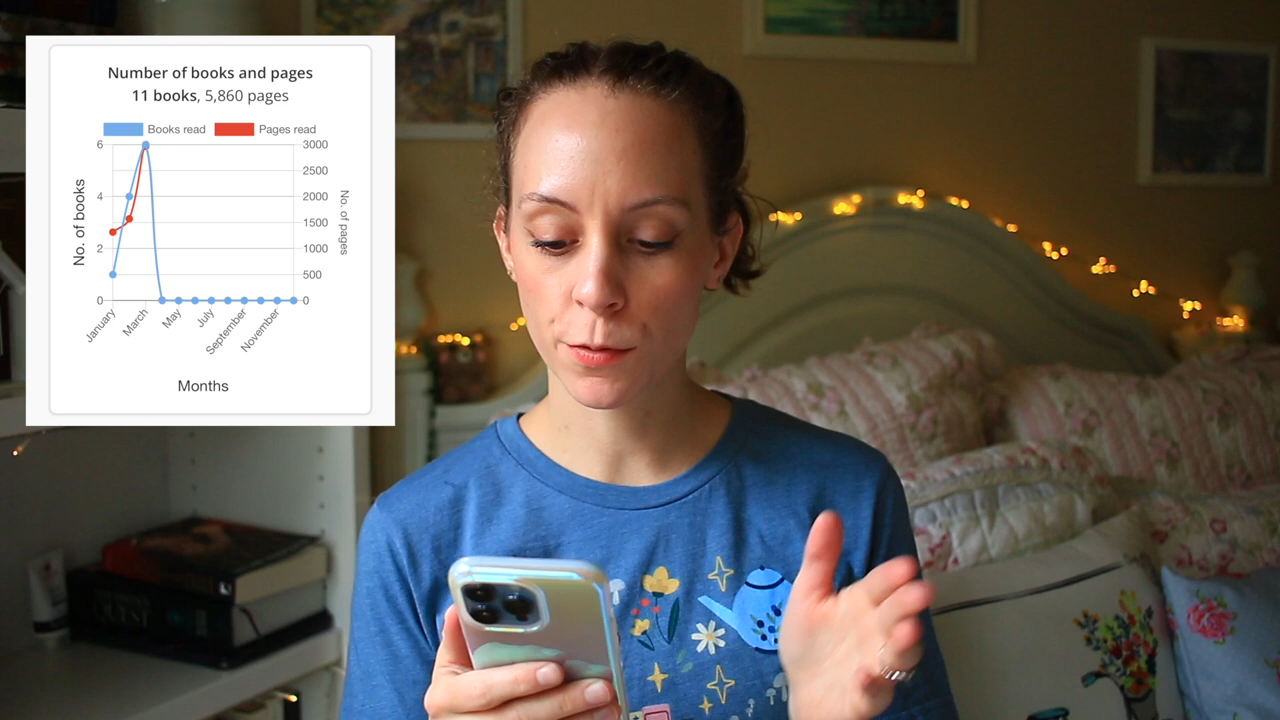 Number of books and pages
11 books, 5,860 pages
Books read Pages read
6 3000
2500
4 2000
1500
2 1000
500
0 0
No. of books
No. of pages
January March May July September November
Months